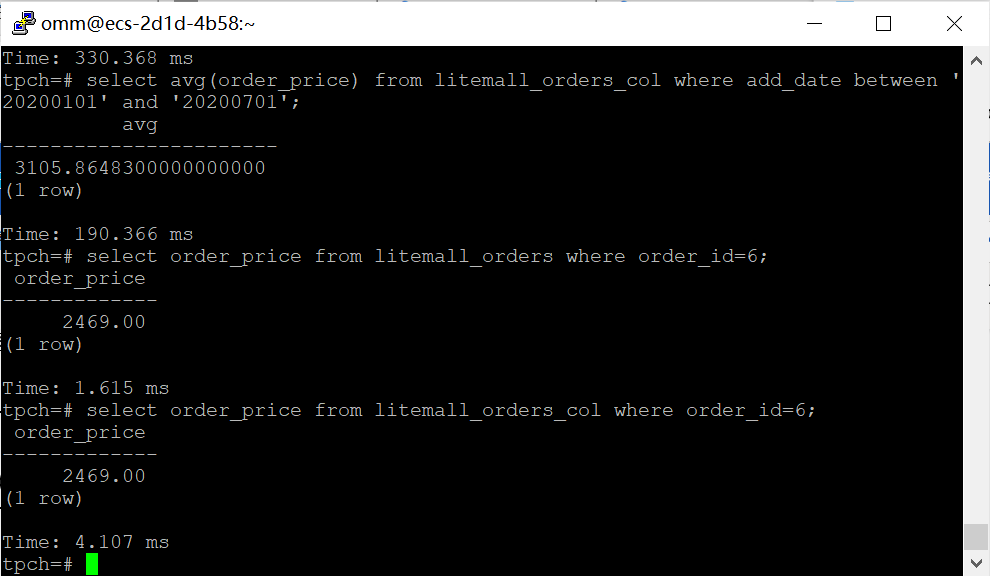 omm@ecs-2d1d-4b58:~
Time: 330.368 ms
tpch=# select avg(order_price) from litemall_orders_col where add_date between '
20200101' and '20200701';
avg
------------------------
3105.8648300000000000
(1 row)
Time: 190.366 ms
tpch=# select order_price from litemall_orders where order_id=6;
order_price
-------------
2469.00
(1 row)
Time: 1.615 ms
tpch=# select order_price from litemall_orders_col where order_id=6;
order_price
-------------
2469.00
(1 row)
Time: 4.107 ms
tpch=#